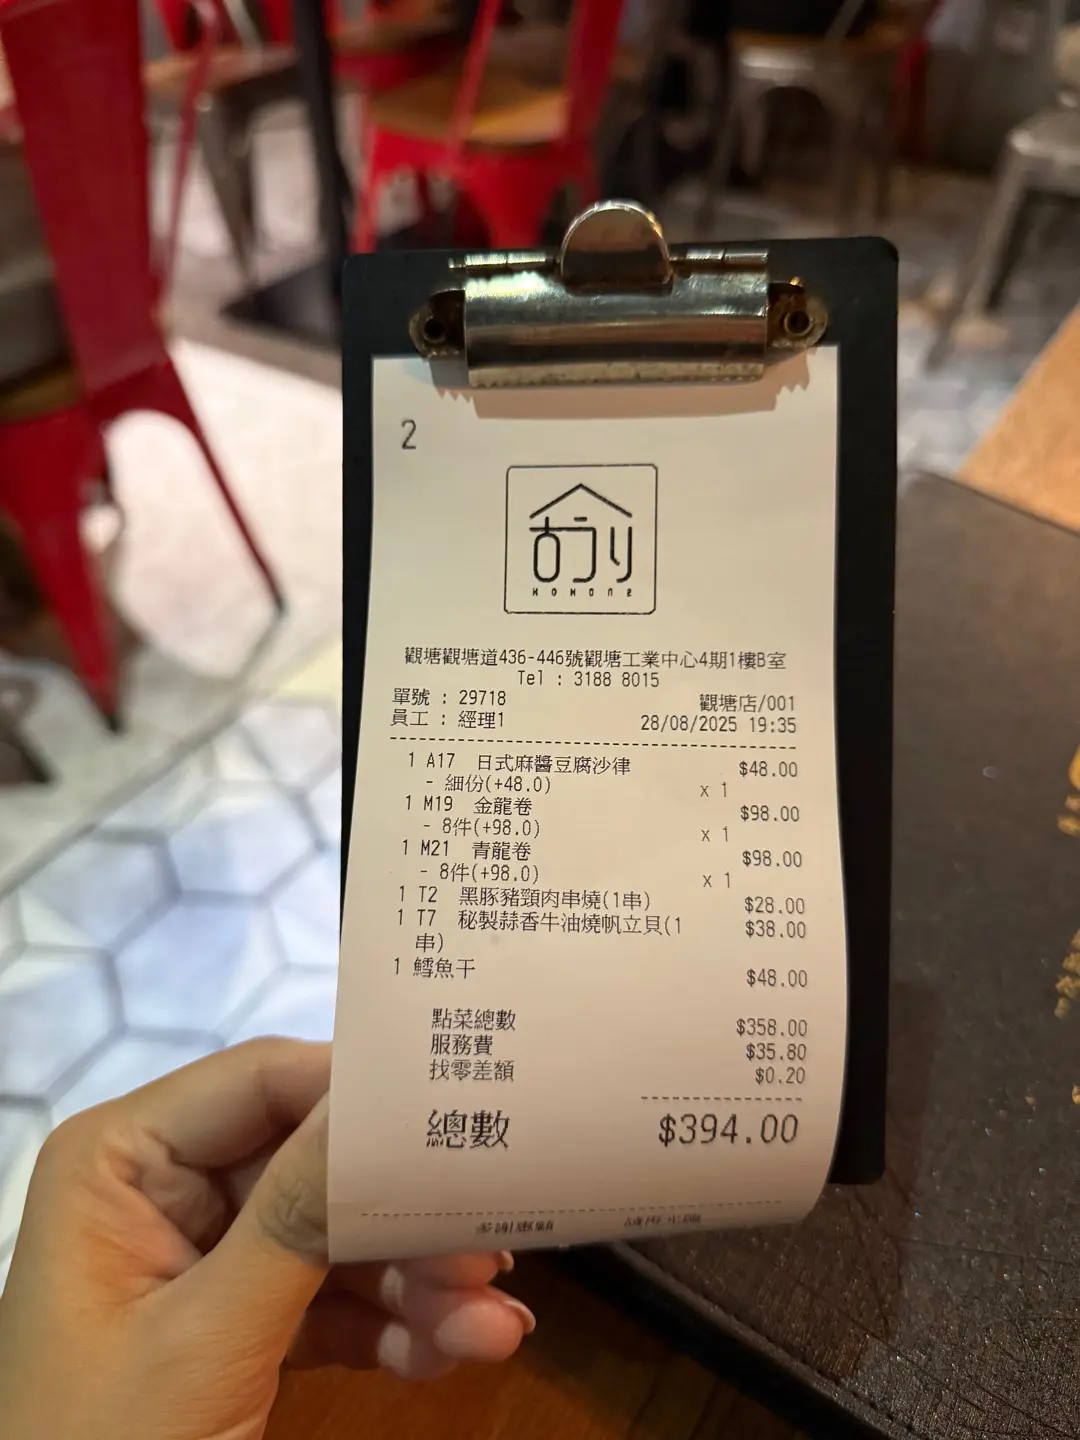 2
觀塘觀塘道436-446號觀塘工業中心4期1樓B室
Tel : 3188 8015
單號 : 29718 觀塘店/001
員工 : 經理1 28/08/2025 19:35
1 A17 日式麻醬豆腐沙律 $48.00
- 細份(+48.0) x 1
1 M19 金龍卷 $98.00
- 8件(+98.0) x 1
1 M21 青龍卷 $98.00
- 8件(+98.0) x 1
1 T2 黑豚豬頸肉串燒(1串) $28.00
1 T7 秘製蒜香牛油燒帆立貝(1 $38.00
串)
1 鱈魚干 $48.00
點菜總數 $358.00
服務費 $35.80
找零差額 $0.20
總數 $394.00
多謝惠顧